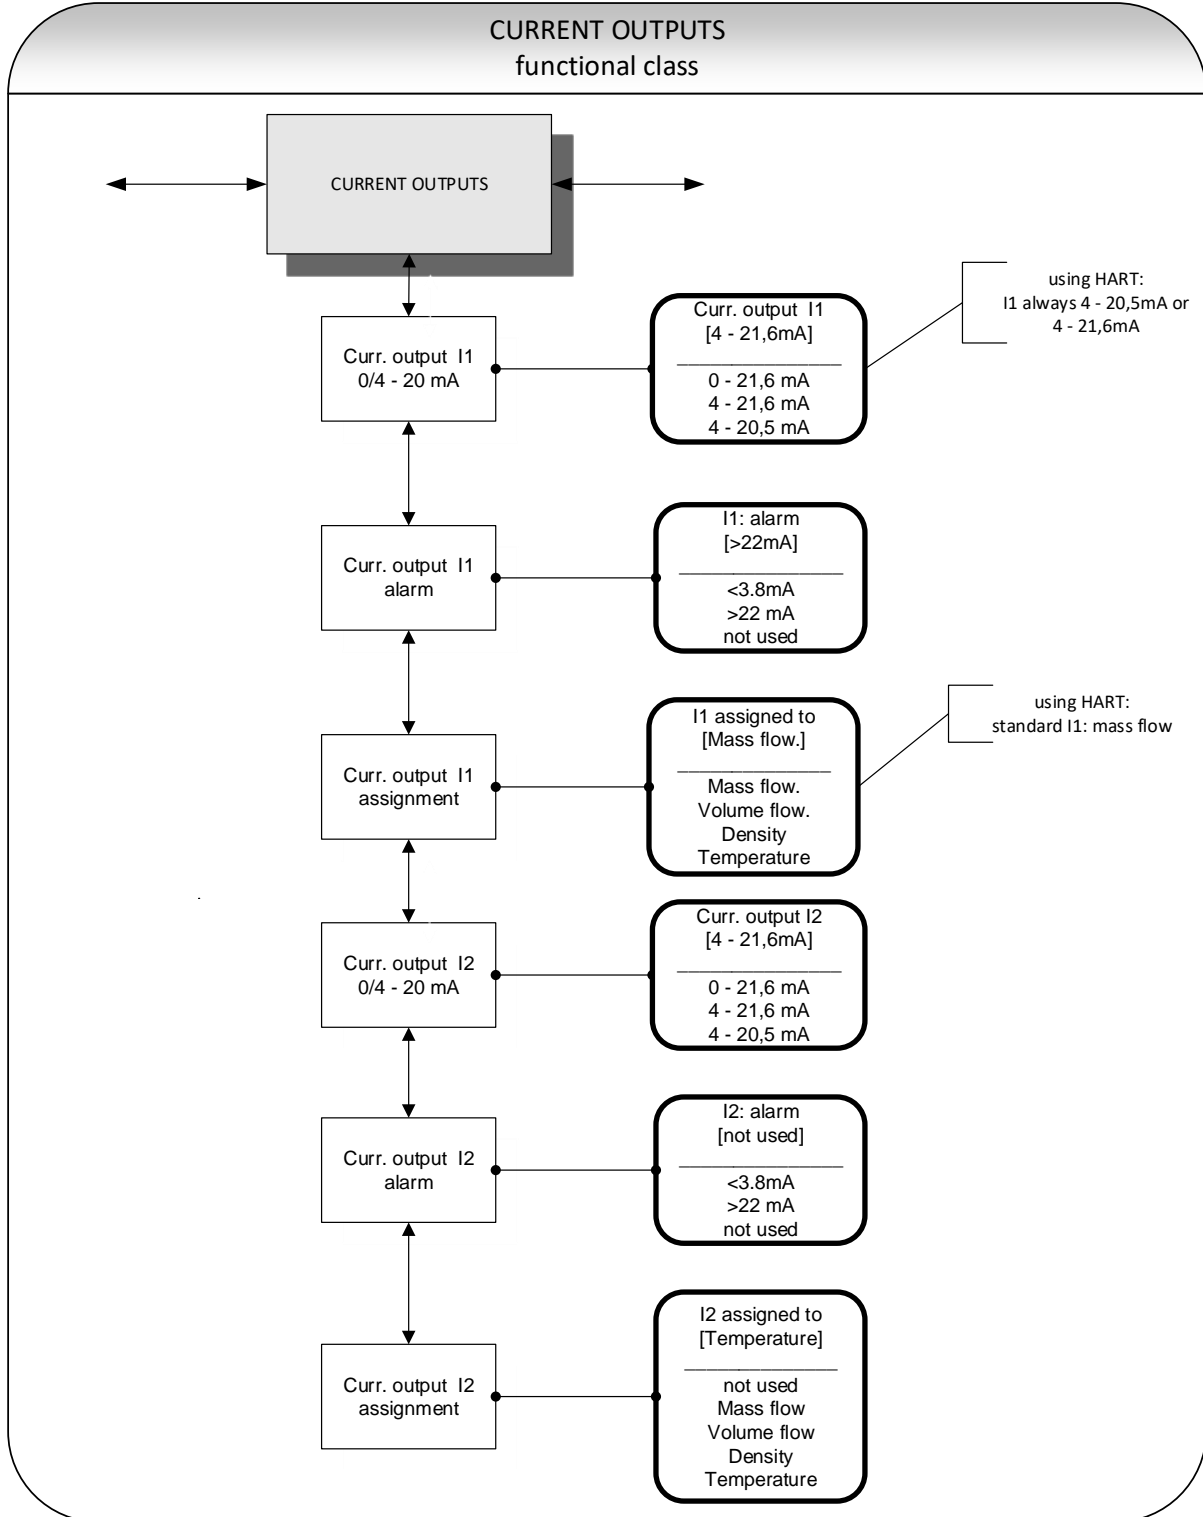 CURRENT OUTPUTS
functional class
CURRENT OUTPUTS
using HART:
I1 always 4 - 20,5mA or
4 - 21,6mA
Curr. output I1
0/4 - 20 mA
Curr. output I1
[4 - 21,6mA]
0 - 21,6 mA
4 - 21,6 mA
4 - 20,5 mA
Curr. output I1
alarm
I1: alarm
[>22mA]
<3.8mA
>22 mA
not used
Curr. output I1
assignment
I1 assigned to
[Mass flow.]
Mass flow.
Volume flow.
Density
Temperature
using HART:
standard I1: mass flow
Curr. output I2
0/4 - 20 mA
Curr. output I2
[4 - 21,6mA]
0 - 21,6 mA
4 - 21,6 mA
4 - 20,5 mA
Curr. output I2
alarm
I2: alarm
[not used]
<3.8mA
>22 mA
not used
Curr. output I2
assignment
I2 assigned to
[Temperature]
not used
Mass flow
Volume flow
Density
Temperature